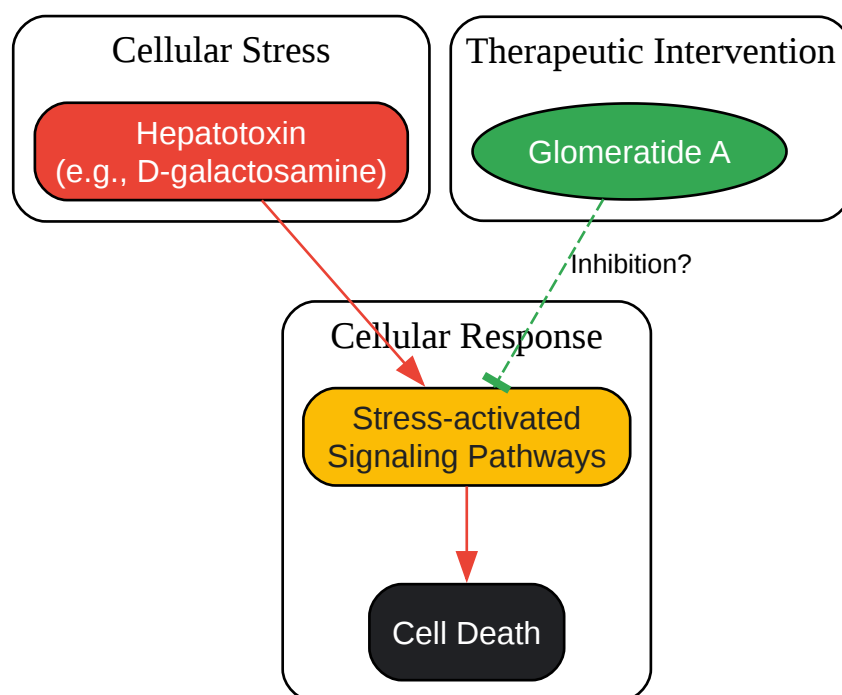 Cellular Stress
Therapeutic Intervention
Hepatotoxin
(e.g., D-galactosamine)
Glomeratide A
Inhibition?
Cellular Response
Stress-activated
Signaling Pathways
Cell Death